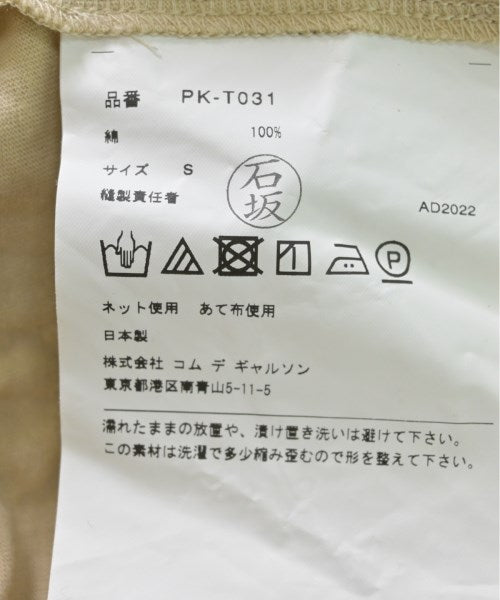 品番 PK-T031
綿 100%
サイズ S
縫製責任者 石坂
AD2022
P
ネット使用 あて布使用
日本製
株式会社 コム デ ギャルソン
東京都港区南青山5-11-5
濡れたままの放置や、漬け置き洗いは避けて下さい。
この素材は洗濯で多少縮み歪むので形を整えて下さい。